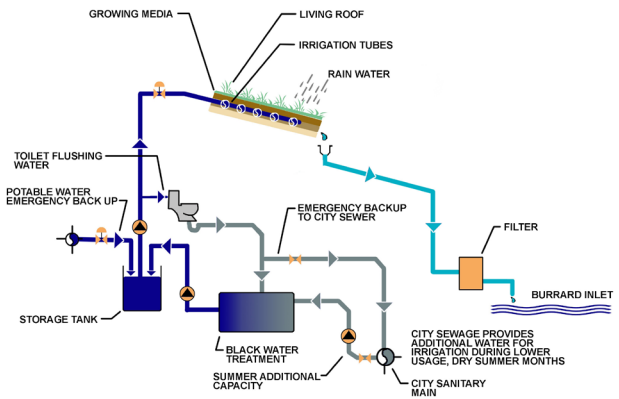 GROWING MEDIA
LIVING ROOF
IRRIGATION TUBES
RAIN WATER
TOILET FLUSHING
WATER
POTABLE WATER
EMERGENCY BACK UP
EMERGENCY BACKUP
TO CITY SEWER
FILTER
BURRARD INLET
STORAGE TANK
BLACK WATER
TREATMENT
SUMMER ADDITIONAL
CAPACITY
CITY SEWAGE PROVIDES
ADDITIONAL WATER FOR
IRRIGATION DURING LOWER
USAGE, DRY SUMMER MONTHS
CITY SANITARY
MAIN